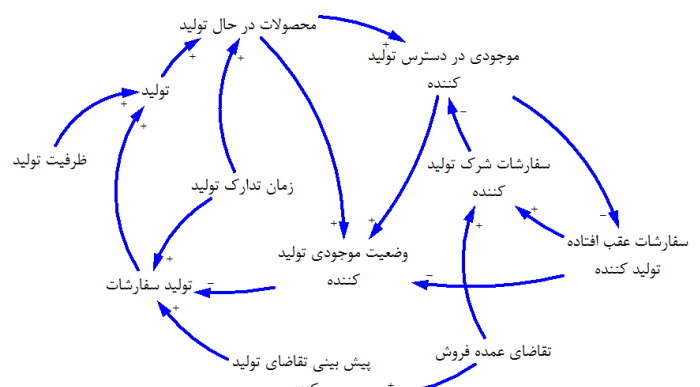 محصولات در حال تولید
موجودی در دسترس تولید
کننده
تولید
ظرفیت تولید
سفارشات شرک تولید
کننده
زمان تدارک تولید
سفارشات عقب افتاده
تولید کننده
وضعیت موجودی تولید
کننده
تولید سفارشات
تقاضای عمده فروش
پیش بینی تقاضای تولید